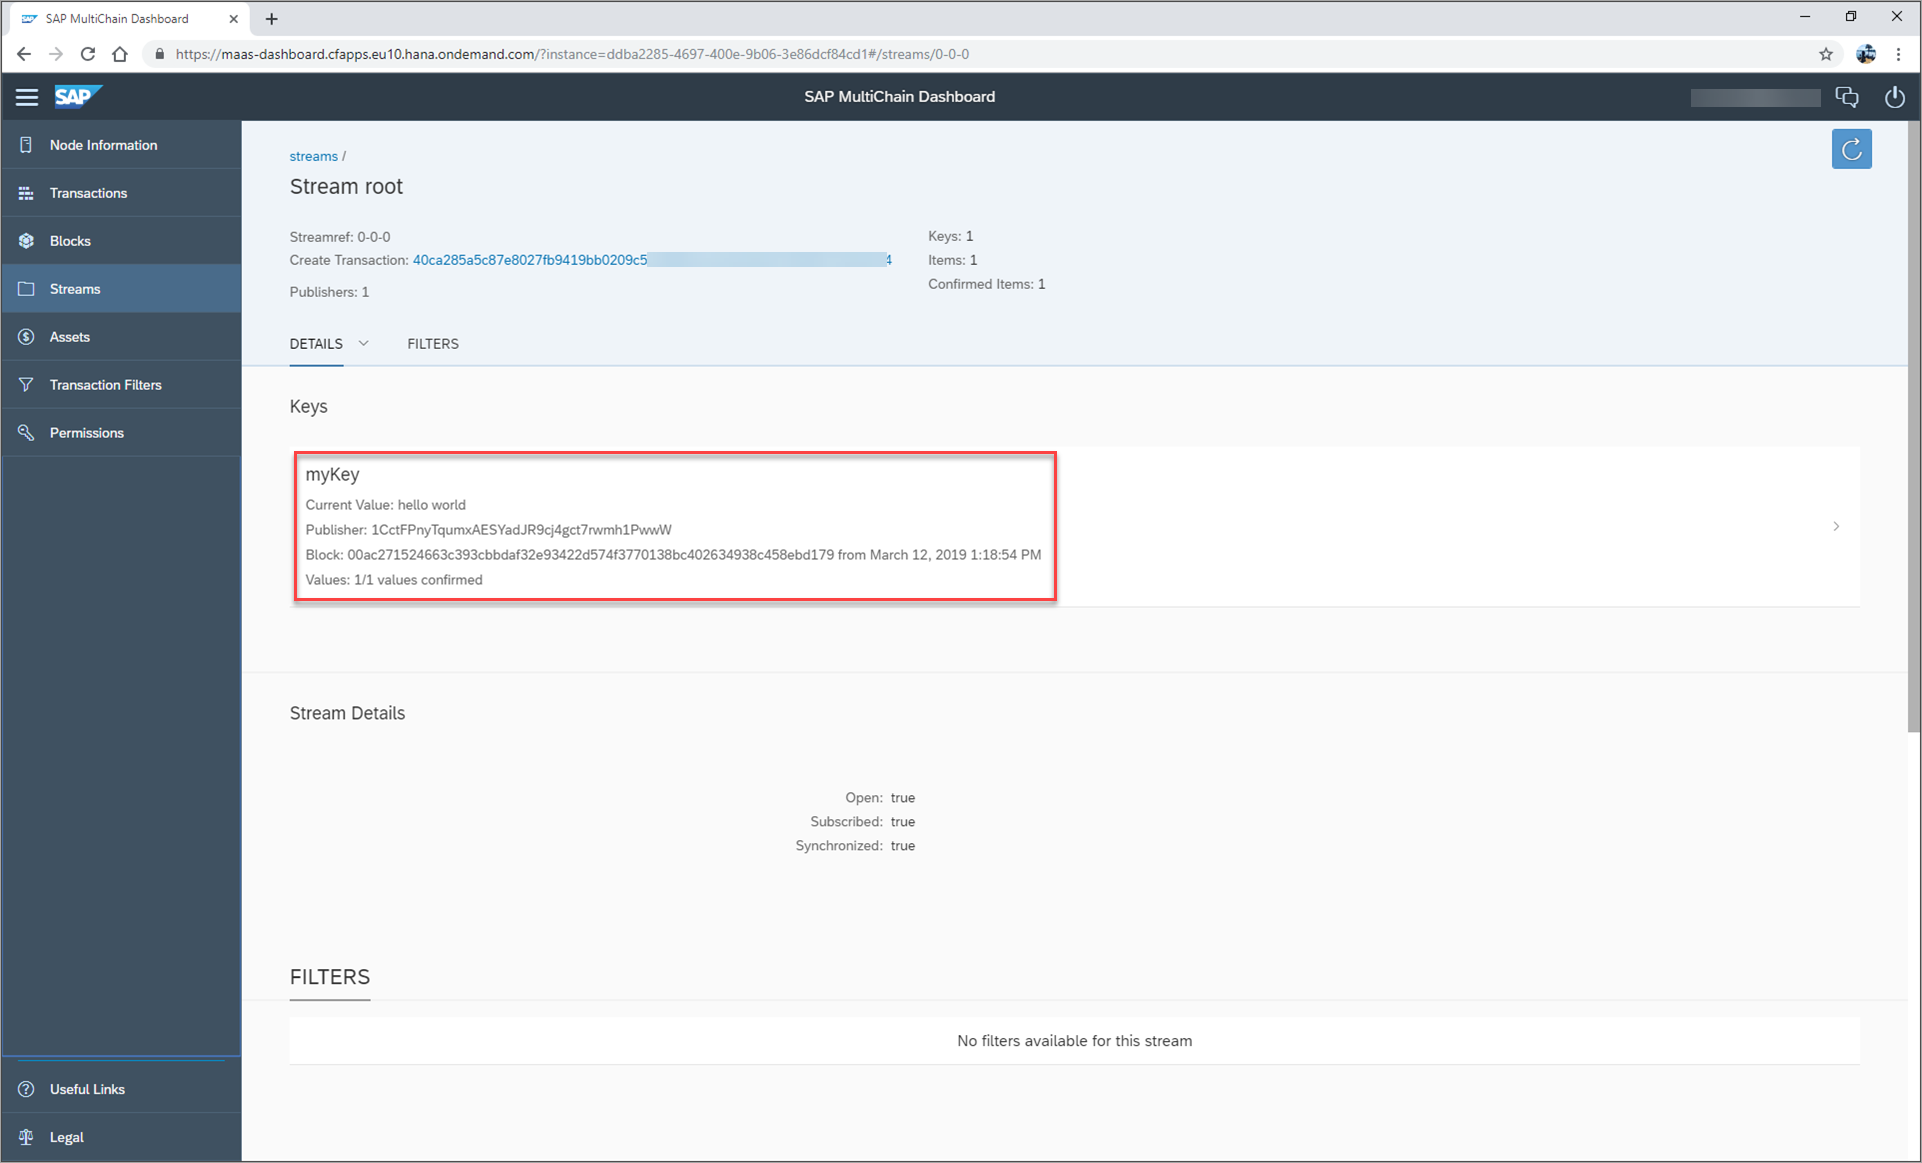 SAP MultiChain Dashboard
https://maas-dashboard.cfapps.eu10.hana.ondemand.com/?instance=ddba2285-4697-400e-9b06-3e86dcf84cd1#/streams/0-0-0
SAP
SAP MultiChain Dashboard
Node Information
Transactions
Blocks
Streams
Assets
Transaction Filters
Permissions
Useful Links
Legal
streams /
Stream root
Streamref: 0-0-0
Create Transaction: 40ca285a5c87e8027fb9419bb0209c5 4
Publishers: 1
Keys: 1
Items: 1
Confirmed Items: 1
DETAILS
FILTERS
Keys
myKey
Current Value: hello world
Publisher: 1CctFPnyTqumxAESYadJR9cj4gct7rwmh1PwwW
Block: 00ac271524663c393cbbdaf32e93422d574f3770138bc402634938c458ebd179 from March 12, 2019 1:18:54 PM
Values: 1/1 values confirmed
Stream Details
Open: true
Subscribed: true
Synchronized: true
FILTERS
No filters available for this stream